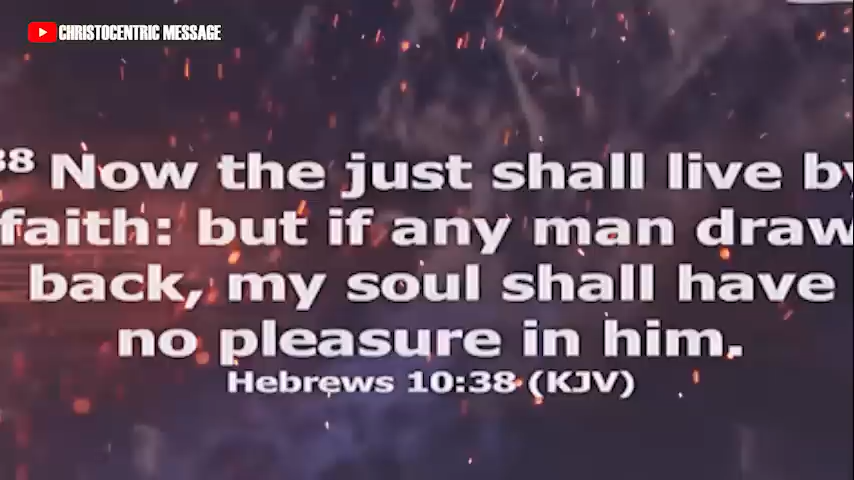 CHRISTOCENTRIC MESSAGE
38 Now the just shall live by
faith: but if any man draw
back, my soul shall have
no pleasure in him.
Hebrews 10:38 (KJV)